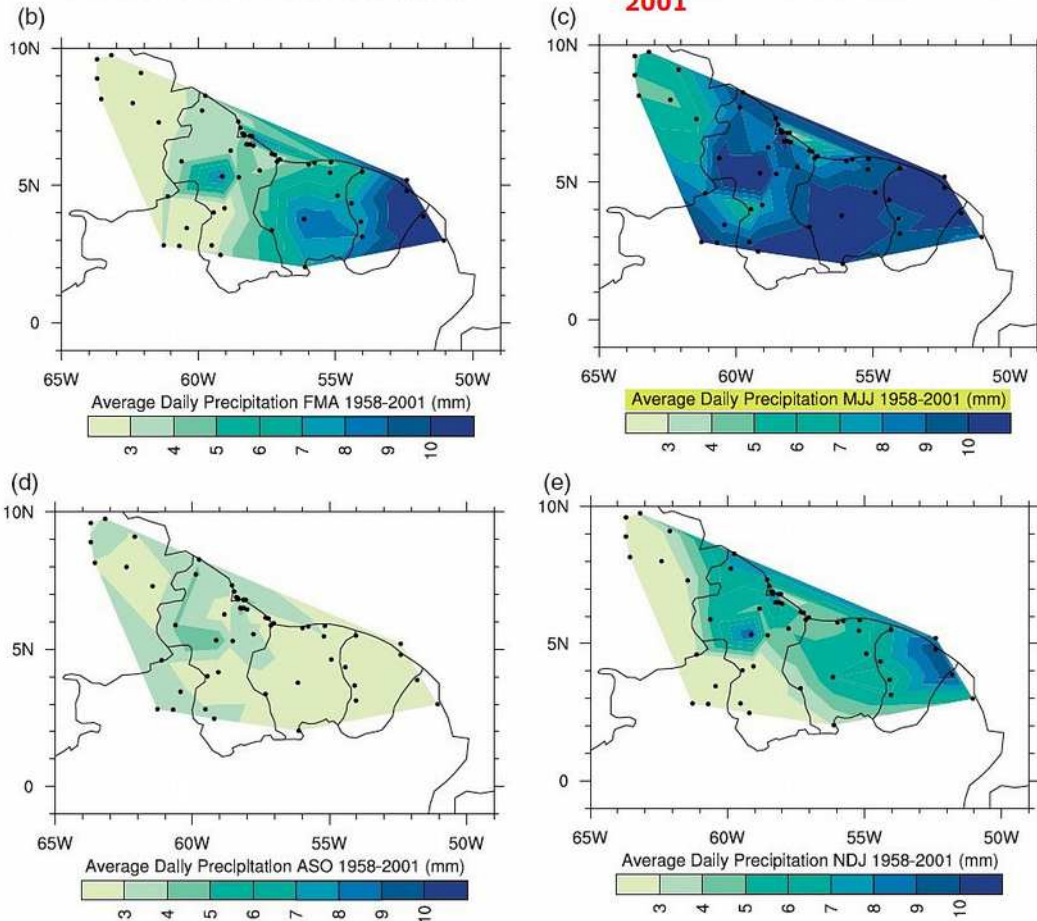 2001
(b)
10N
5N
0
65W 60W 55W 50W
Average Daily Precipitation FMA 1958-2001 (mm)
3 4 5 6 7 8 9 10
(c)
10N
5N
0
65W 60W 55W 50W
Average Daily Precipitation MJJ 1958-2001 (mm)
3 4 5 6 7 8 9 10
(d)
10N
5N
0
65W 60W 55W 50W
Average Daily Precipitation ASO 1958-2001 (mm)
3 4 5 6 7 8 9 10
(e)
10N
5N
0
65W 60W 55W 50W
Average Daily Precipitation NDJ 1958-2001 (mm)
3 4 5 6 7 8 9 10